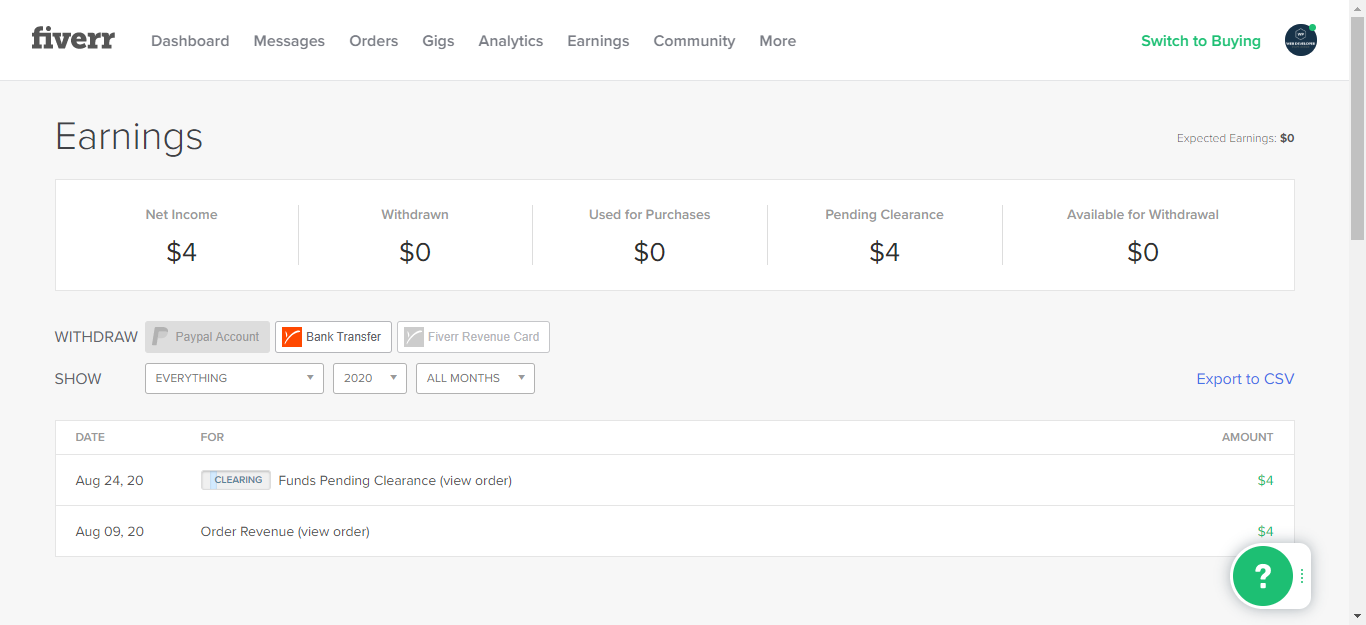 fiverr Dashboard Messages Orders Gigs Analytics Earnings Community More Switch to Buying
Earnings
Expected Earnings: $0
Net Income Withdrawn Used for Purchases Pending Clearance Available for Withdrawal
$4 $0 $0 $4 $0
WITHDRAW Paypal Account Bank Transfer Fiverr Revenue Card
SHOW EVERYTHING 2020 ALL MONTHS Export to CSV
DATE FOR AMOUNT
Aug 24, 20 CLEARING Funds Pending Clearance (view order) $4
Aug 09, 20 Order Revenue (view order) $4
?